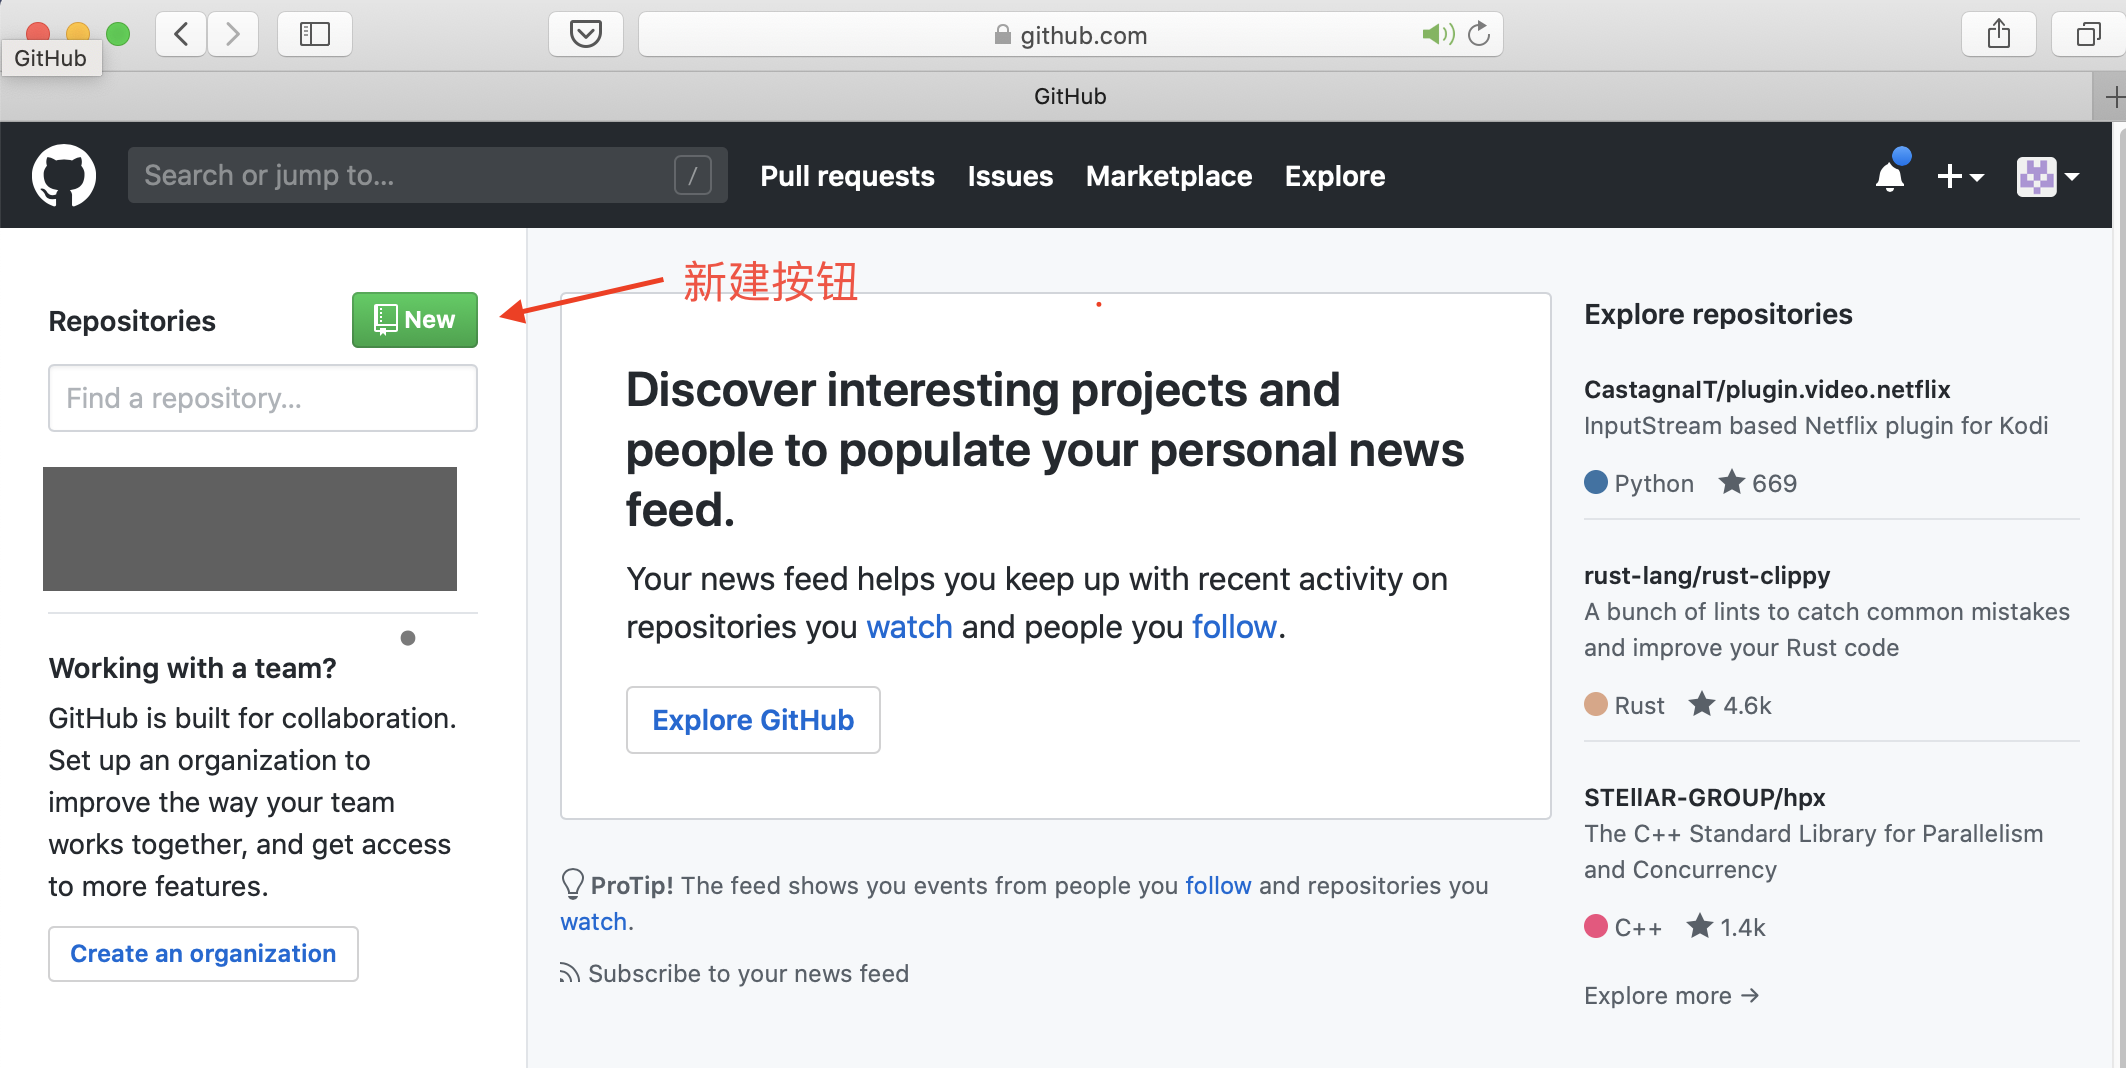 github.com
GitHub
GitHub
Search or jump to...
/
Pull requests
Issues
Marketplace
Explore
Repositories
New
新建按钮
Find a repository...
Working with a team?
GitHub is built for collaboration.
Set up an organization to
improve the way your team
works together, and get access
to more features.
Create an organization
Discover interesting projects and
people to populate your personal news
feed.
Your news feed helps you keep up with recent activity on
repositories you watch and people you follow.
Explore GitHub
ProTip! The feed shows you events from people you follow and repositories you
watch.
Subscribe to your news feed
Explore repositories
CastagnaIT/plugin.video.netflix
InputStream based Netflix plugin for Kodi
Python 669
rust-lang/rust-clippy
A bunch of lints to catch common mistakes
and improve your Rust code
Rust 4.6k
STEllAR-GROUP/hpx
The C++ Standard Library for Parallelism
and Concurrency
C++ 1.4k
Explore more →